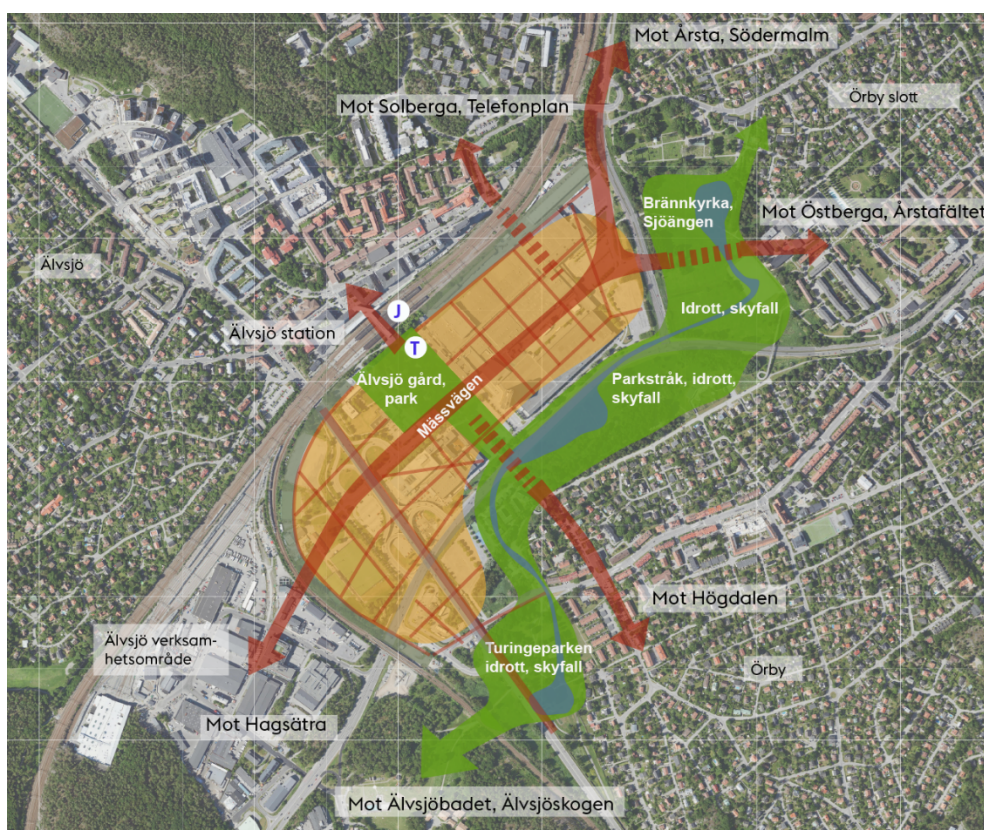 Mot Årsta, Södermalm
Mot Solberga, Telefonplan
Örby slott
Brännkyrka,
Sjöängen
Mot Östberga, Årstafältet
Älvsjö
J
Idrott, skyfall
Älvsjö station
T
Älvsjö gård,
park
Parkstråk, idrott,
skyfall
Mässvägen
Mot Högdalen
Älvsjö verksam-
hetsområde
Turingeparken
idrott, skyfall
Örby
Mot Hagsätra
Mot Älvsjöbadet, Älvsjöskogen